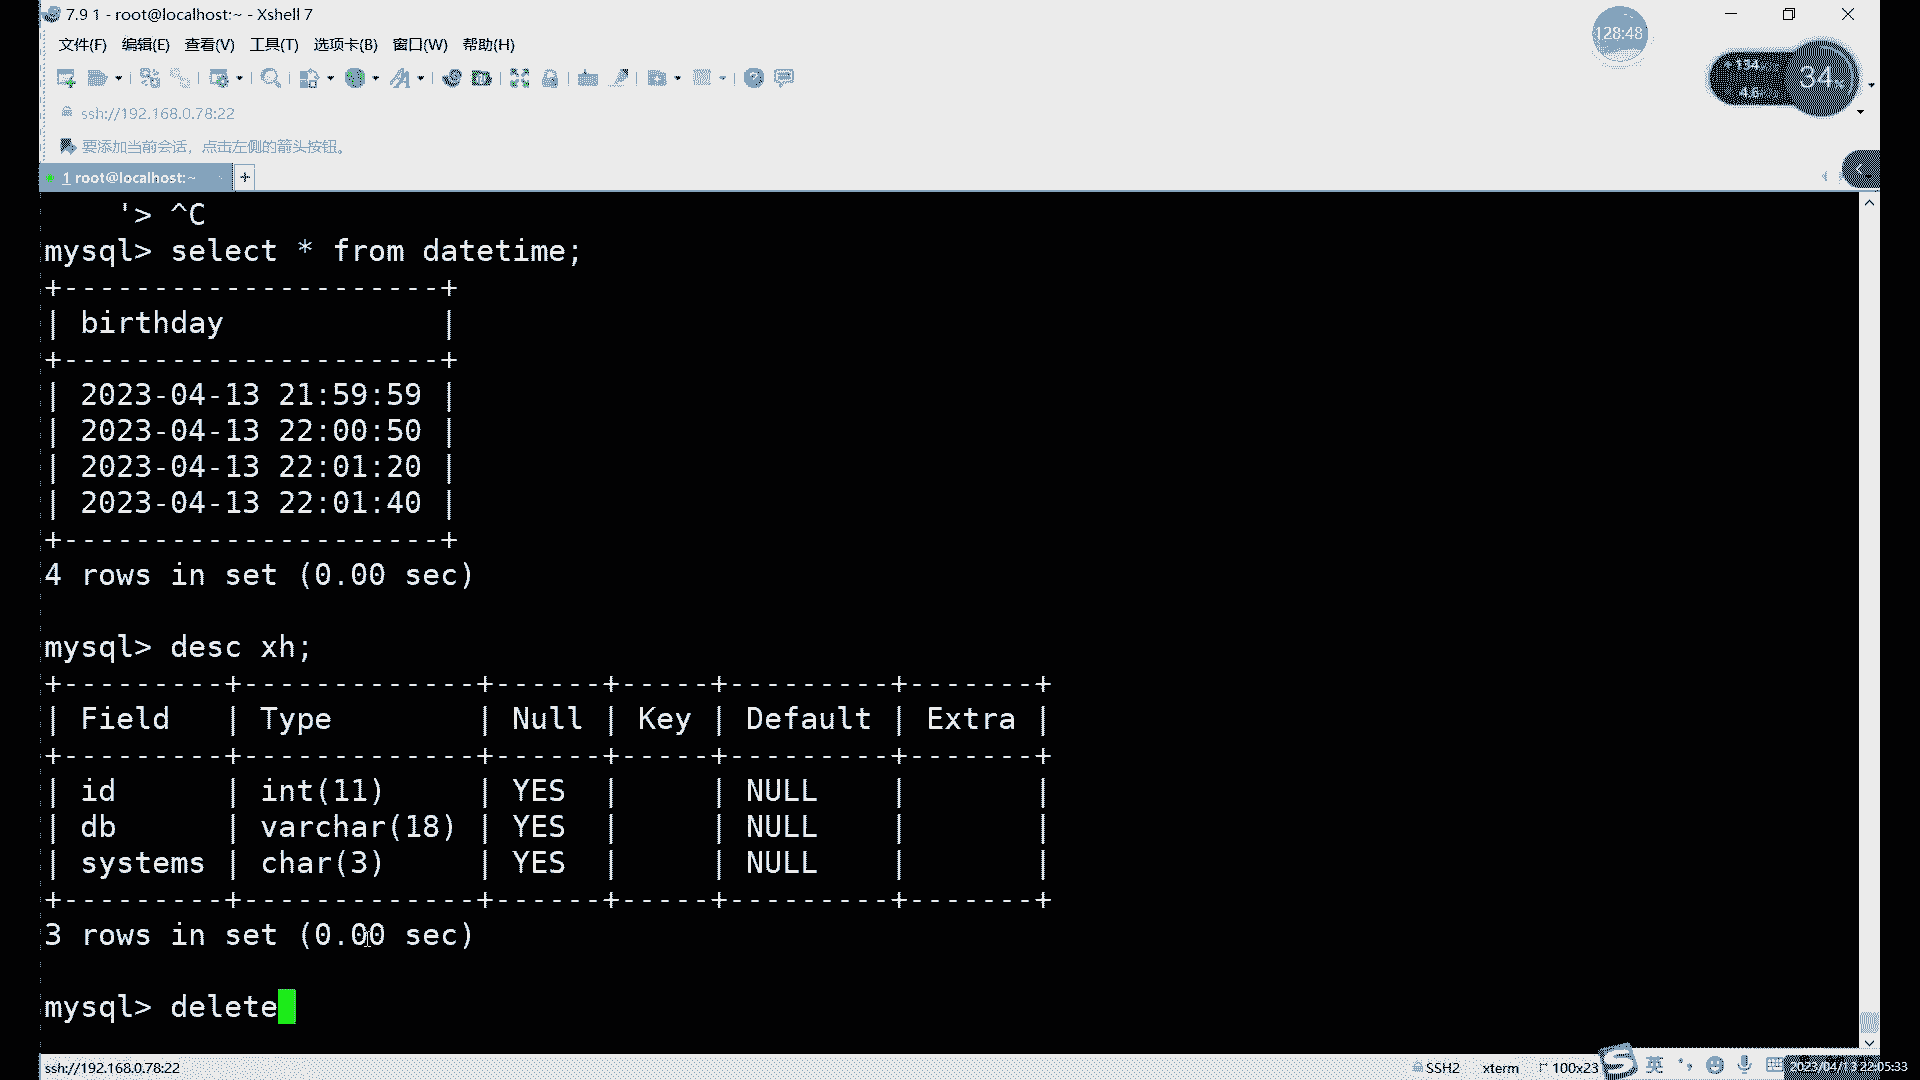 7.9 1 - root@localhost:~ - Xshell 7
128:48
文件(F) 编辑(E) 查看(V) 工具(T) 选项卡(B) 窗口(W) 帮助(H)
34%
ssh://192.168.0.78:22
要添加当前会话，点击左侧的箭头按钮。
1 root@localhost:~
'> ^C
mysql> select * from datetime;
+---------------------+
| birthday            |
+---------------------+
| 2023-04-13 21:59:59 |
| 2023-04-13 22:00:50 |
| 2023-04-13 22:01:20 |
| 2023-04-13 22:01:40 |
+---------------------+
4 rows in set (0.00 sec)
mysql> desc xh;
+---------+-------------+------+-----+---------+-------+
| Field   | Type        | Null | Key | Default | Extra |
+---------+-------------+------+-----+---------+-------+
| id      | int(11)     | YES  |     | NULL    |       |
| db      | varchar(18) | YES  |     | NULL    |       |
| systems | char(3)     | YES  |     | NULL    |       |
+---------+-------------+------+-----+---------+-------+
3 rows in set (0.00 sec)
mysql> delete
ssh://192.168.0.78:22 SSH2 xterm 100x23 英 2023/04/13 22:05:33